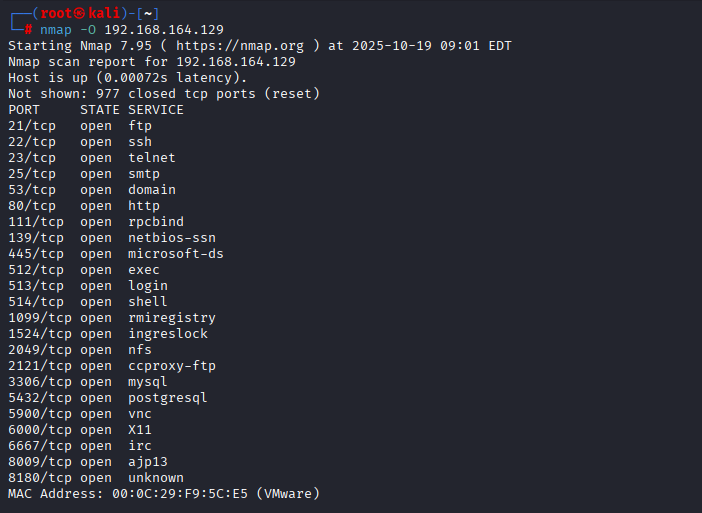 ┌──(root㉿kali)-[~]
└─# nmap -O 192.168.164.129
Starting Nmap 7.95 ( https://nmap.org ) at 2025-10-19 09:01 EDT
Nmap scan report for 192.168.164.129
Host is up (0.00072s latency).
Not shown: 977 closed tcp ports (reset)
PORT     STATE SERVICE
21/tcp   open  ftp
22/tcp   open  ssh
23/tcp   open  telnet
25/tcp   open  smtp
53/tcp   open  domain
80/tcp   open  http
111/tcp  open  rpcbind
139/tcp  open  netbios-ssn
445/tcp  open  microsoft-ds
512/tcp  open  exec
513/tcp  open  login
514/tcp  open  shell
1099/tcp open  rmiregistry
1524/tcp open  ingreslock
2049/tcp open  nfs
2121/tcp open  ccproxy-ftp
3306/tcp open  mysql
5432/tcp open  postgresql
5900/tcp open  vnc
6000/tcp open  X11
6667/tcp open  irc
8009/tcp open  ajp13
8180/tcp open  unknown
MAC Address: 00:0C:29:F9:5C:E5 (VMware)